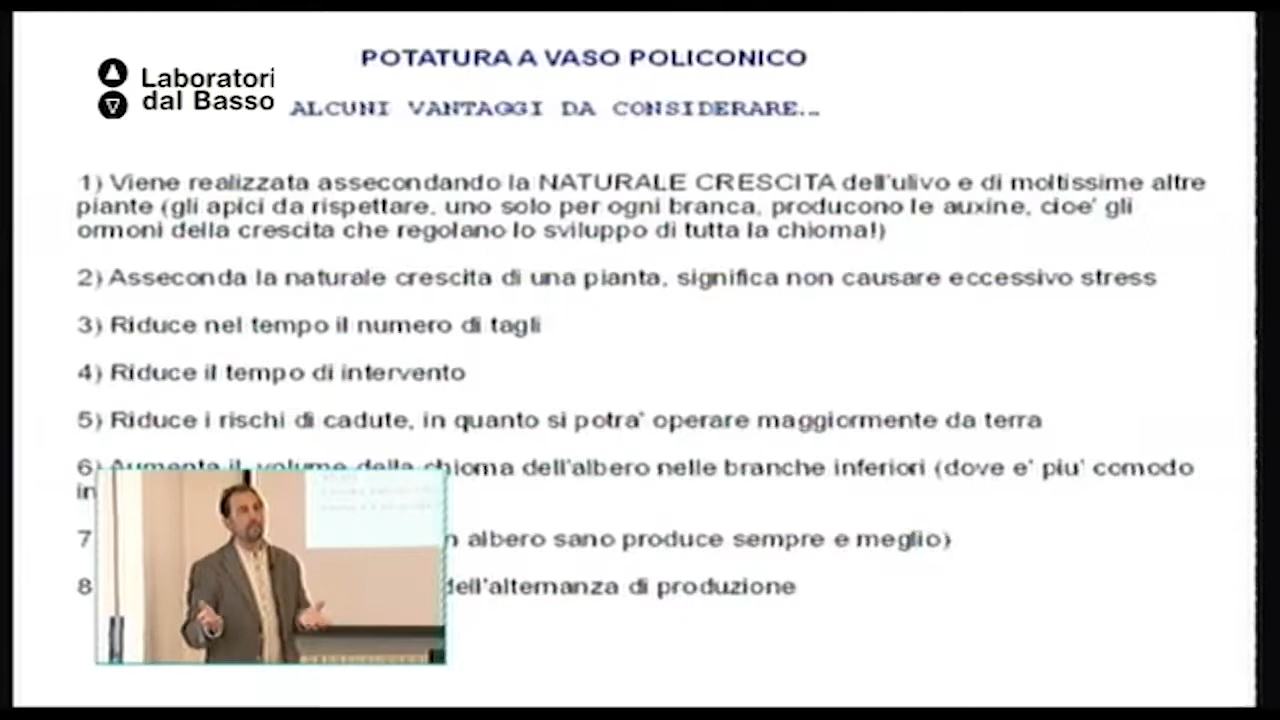 POTATURA A VASO POLICONICO
Laboratori
dal Basso
ALCUNI VANTAGGI DA CONSIDERARE...
1) Viene realizzata assecondando la NATURALE CRESCITA dell'ulivo e di moltissime altre
piante (gli apici da rispettare, uno solo per ogni branca, producono le auxine, cioe' gli
ormoni della crescita che regolano lo sviluppo di tutta la chioma!)
2) Asseconda la naturale crescita di una pianta, significa non causare eccessivo stress
3) Riduce nel tempo il numero di tagli
4) Riduce il tempo di intervento
5) Riduce i rischi di cadute, in quanto si potra' operare maggiormente da terra
6) Aumenta il volume della chioma dell'albero nelle branche inferiori (dove e' piu' comodo
in
7 albero sano produce sempre e meglio)
8 dell'alternanza di produzione